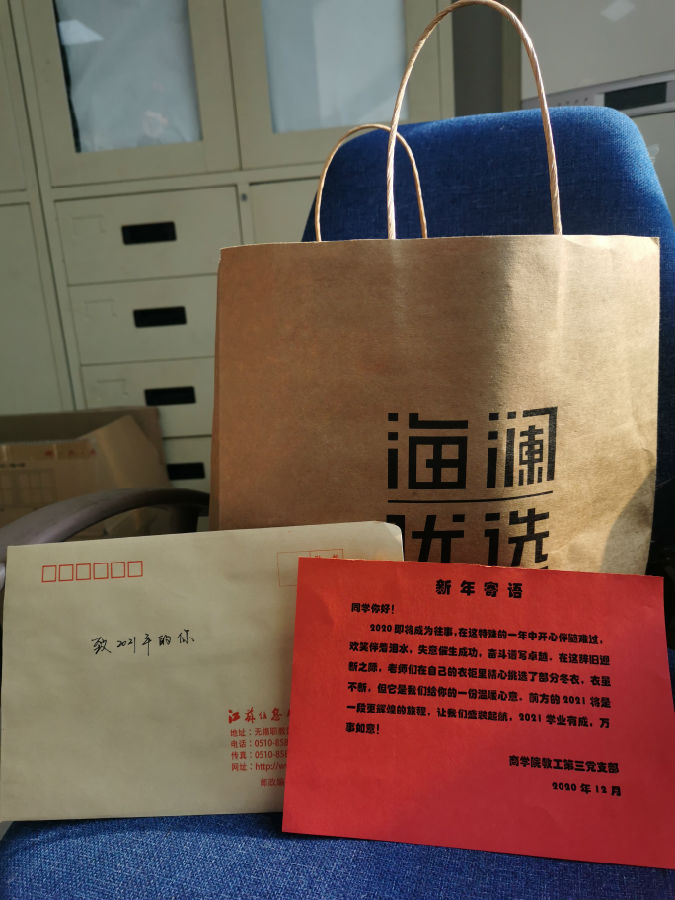 海澜
优选
致2021年的你
江苏信息
地址：无锡职教
电话：0510-858
传真：0510-85
网址：http://w
邮政编
新年寄语
同学你好！
2020即将成为往事，在这特殊的一年中开心伴随难过，
欢笑伴着泪水，失意催生成功，奋斗谱写卓越，在这辞旧迎
新之际，老师们在自己的衣柜里精心挑选了部分冬衣，衣虽
不新，但它是我们给你的一份温暖心意。前方的2021将是
一段更辉煌的旅程，让我们盛装起航，2021学业有成，万
事如意！
商学院教工第三党支部
2020年12月